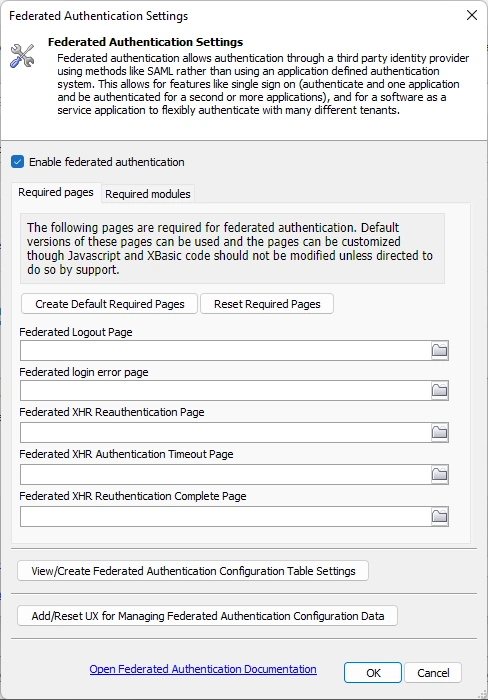 Federated Authentication Settings
Federated Authentication Settings
Federated authentication allows authentication through a third party identity provider
using methods like SAML rather than using an application defined authentication
system. This allows for features like single sign on (authenticate and one application
and be authenticated for a second or more applications), and for a software as a
service application to flexibly authenticate with many different tenants.
Enable federated authentication
Required pages
Required modules
The following pages are required for federated authentication. Default
versions of these pages can be used and the pages can be customized
though Javascript and XBasic code should not be modified unless directed to
do so by support.
Create Default Required Pages
Reset Required Pages
Federated Logout Page
Federated login error page
Federated XHR Reauthentication Page
Federated XHR Authentication Timeout Page
Federated XHR Reuthentication Complete Page
View/Create Federated Authentication Configuration Table Settings
Add/Reset UX for Managing Federated Authentication Configuration Data
Open Federated Authentication Documentation
OK
Cancel